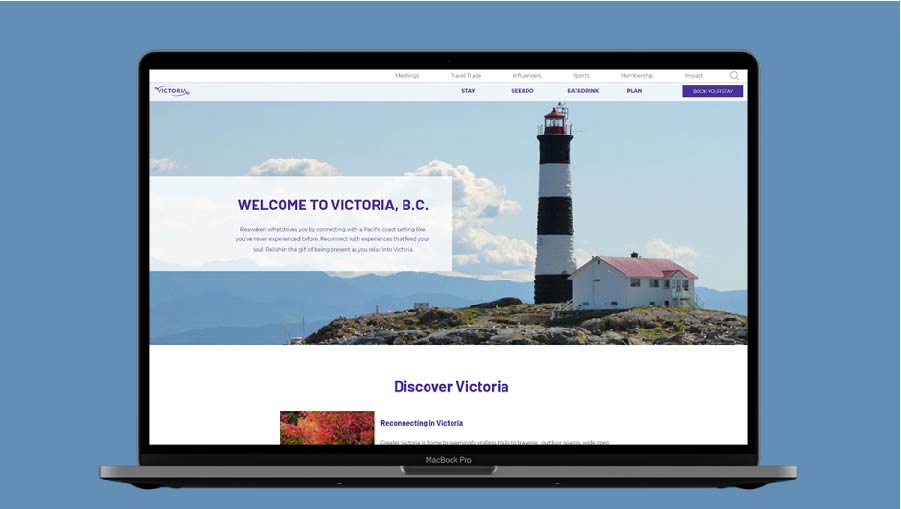 Meetings Travel Trade Influencers Sports Membership Impact
VICTORIA STAY SEE&DO EAT&DRINK PLAN BOOK YOUR STAY
WELCOME TO VICTORIA, B.C.
Reawaken what drives you by connecting with a Pacific coast setting like
you've never experienced before. Reconnect with experiences that feed your
soul. Relish in the gift of being present as you relax into Victoria.
Discover Victoria
Reconnecting in Victoria
Greater Victoria is home to seemingly endless trails to traverse, outdoor spaces, wide open
MacBook Pro